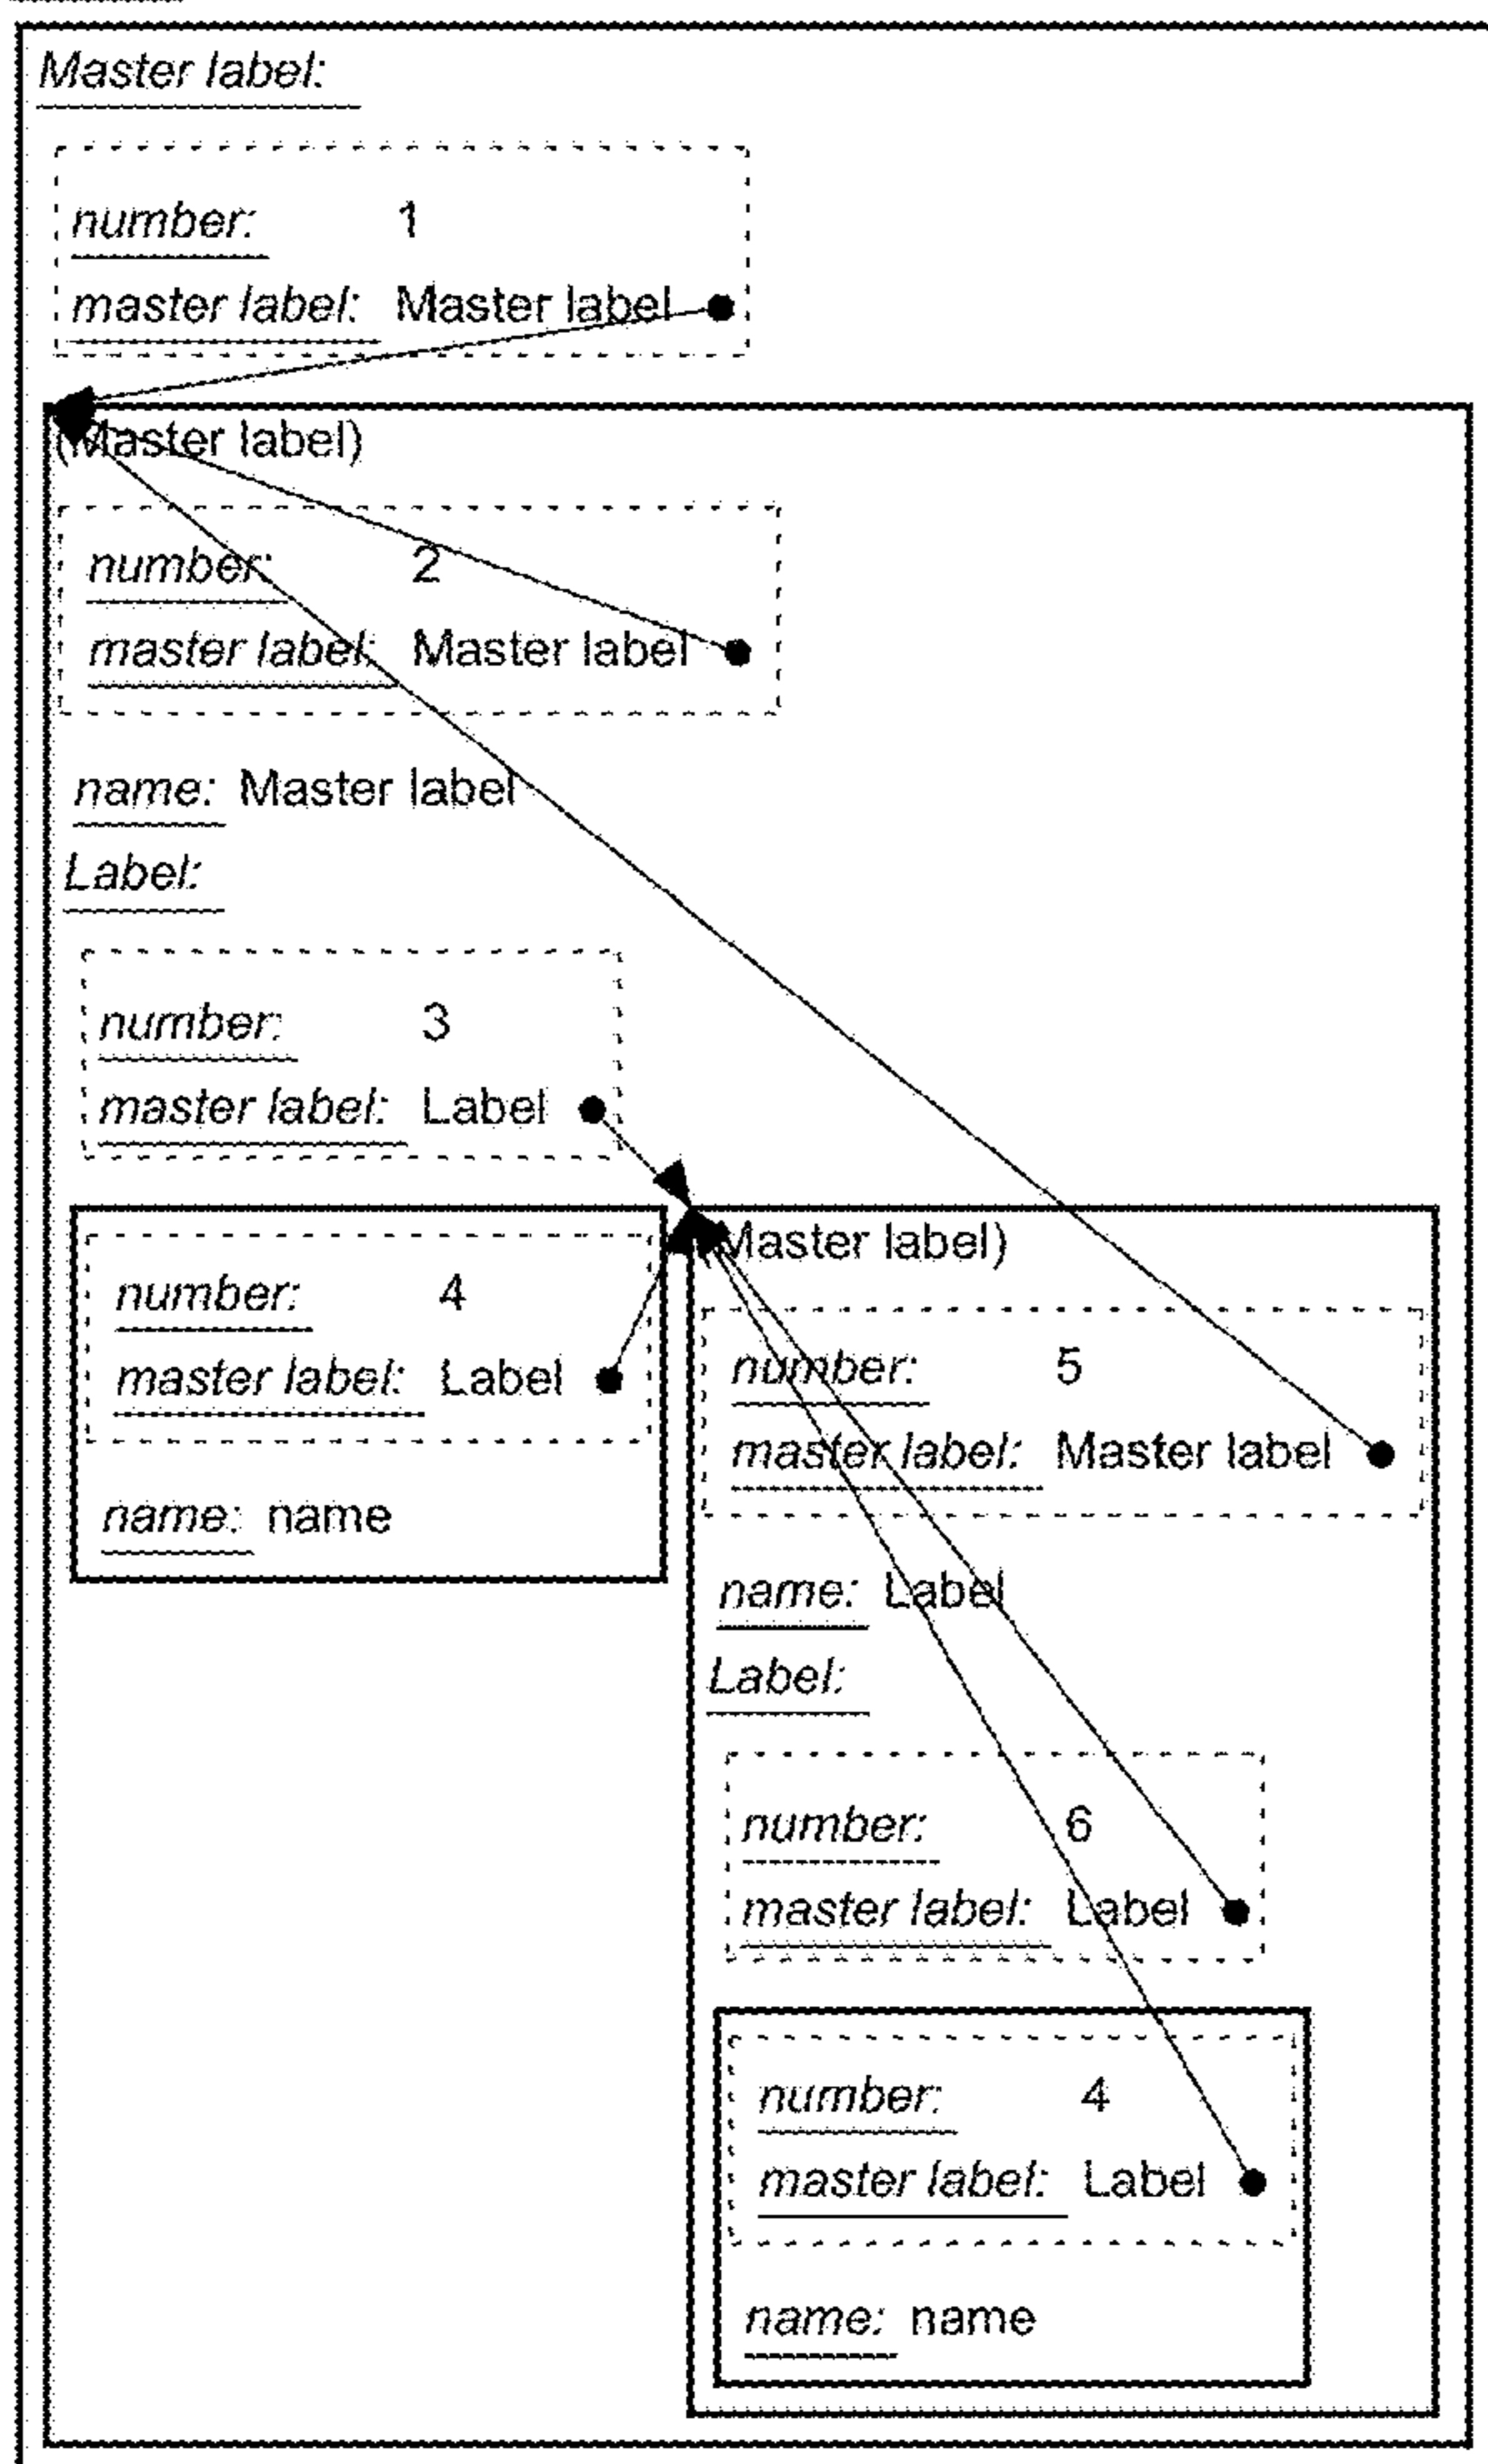 Master label:
number: 1
master label: Master label
(Master label)
number: 2
master label: Master label
name: Master label
Label:
number: 3
master label: Label
number: 4
master label: Label
name: name
(Master label)
number: 5
master label: Master label
name: Label
Label:
number: 6
master label: Label
number: 4
master label: Label
name: name